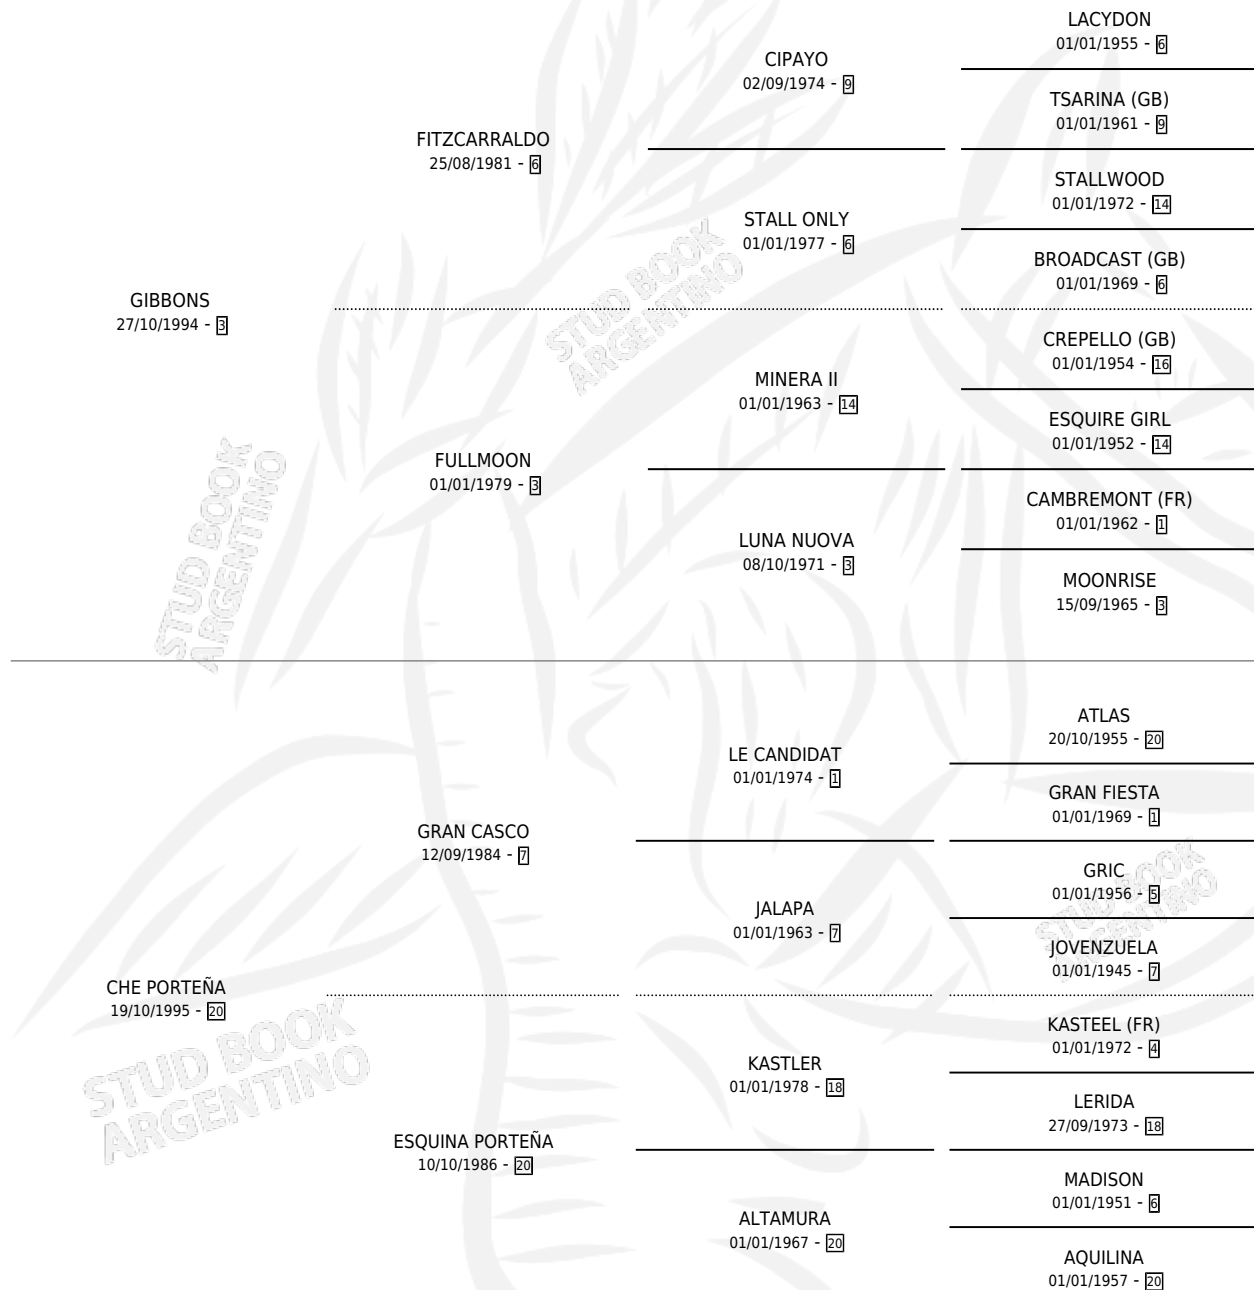 GIBBONS
27/10/1994 - 3
FITZCARRALDO
25/08/1981 - 6
CIPAYO
02/09/1974 - 9
LACYDON
01/01/1955 - 6
TSARINA (GB)
01/01/1961 - 9
STALL ONLY
01/01/1977 - 6
STALLWOOD
01/01/1972 - 14
BROADCAST (GB)
01/01/1969 - 6
FULLMOON
01/01/1979 - 3
MINERA II
01/01/1963 - 14
CREPELLO (GB)
01/01/1954 - 16
ESQUIRE GIRL
01/01/1952 - 14
LUNA NUOVA
08/10/1971 - 3
CAMBREMONT (FR)
01/01/1962 - 1
MOONRISE
15/09/1965 - 3
CHE PORTEÑA
19/10/1995 - 20
GRAN CASCO
12/09/1984 - 7
LE CANDIDAT
01/01/1974 - 1
ATLAS
20/10/1955 - 20
GRAN FIESTA
01/01/1969 - 1
JALAPA
01/01/1963 - 7
GRIC
01/01/1956 - 5
JOVENZUELA
01/01/1945 - 7
ESQUINA PORTEÑA
10/10/1986 - 20
KASTLER
01/01/1978 - 18
KASTEEL (FR)
01/01/1972 - 4
LERIDA
27/09/1973 - 18
ALTAMURA
01/01/1967 - 20
MADISON
01/01/1951 - 6
AQUILINA
01/01/1957 - 20
STUD BOOK
ARGENTINO
STUD BOOK
ARGENTINO
STUD BOOK
ARGENTINO
STUD BOOK
ARGENTINO